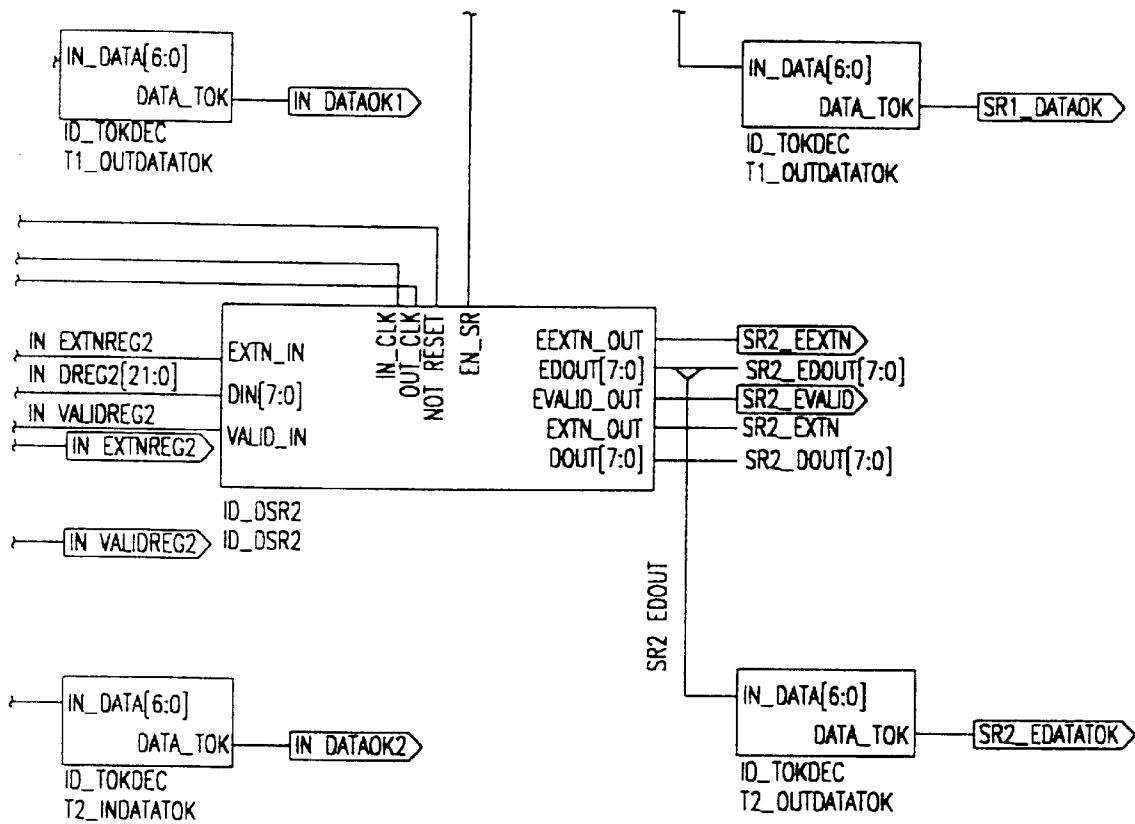 IN_DATA[6:0]
DATA_TOK
IN DATAOK1
ID_TOKDEC
T1_OUTDATATOK
IN_DATA[6:0]
DATA_TOK
SR1_DATAOK
ID_TOKDEC
T1_OUTDATATOK
IN_CLK
OUT_CLK
NOT RESET
EN_SR
IN EXTNREG2
EXTN_IN
IN DREG2[21:0]
DIN[7:0]
IN VALIDREG2
VALID_IN
IN EXTNREG2
EEXTN_OUT
SR2_EEXTN
EDOUT[7:0]
SR2_EDOUT[7:0]
EVALID_OUT
SR2_EVALID
EXTN_OUT
SR2_EXTN
DOUT[7:0]
SR2_DOUT[7:0]
ID_DSR2
IN VALIDREG2
ID_DSR2
SR2 EDOUT
IN_DATA[6:0]
DATA_TOK
IN DATAOK2
ID_TOKDEC
T2_INDATATOK
IN_DATA[6:0]
DATA_TOK
SR2_EDATATOK
ID_TOKDEC
T2_OUTDATATOK